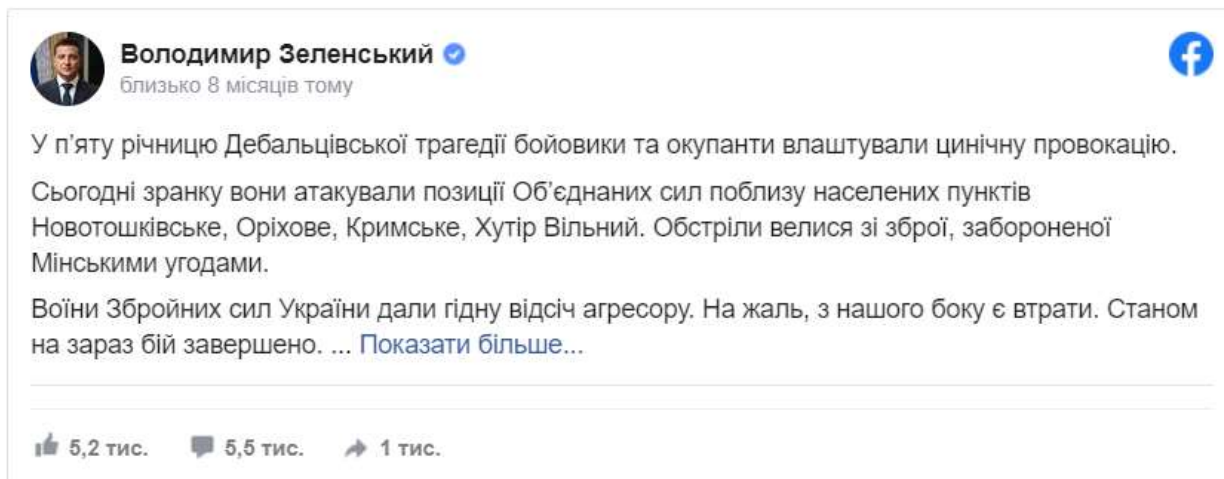 Володимир Зеленський
близько 8 місяців тому
У п’яту річницю Дебальцівської трагедії бойовики та окупанти влаштували цинічну провокацію.
Сьогодні зранку вони атакували позиції Об’єднаних сил поблизу населених пунктів
Новотошківське, Оріхове, Кримське, Хутір Вільний. Обстріли велися зі зброї, забороненої
Мінськими угодами.
Воїни Збройних сил України дали гідну відсіч агресору. На жаль, з нашого боку є втрати. Станом
на зараз бій завершено. ... Показати більше...
5,2 тис. 5,5 тис. 1 тис.